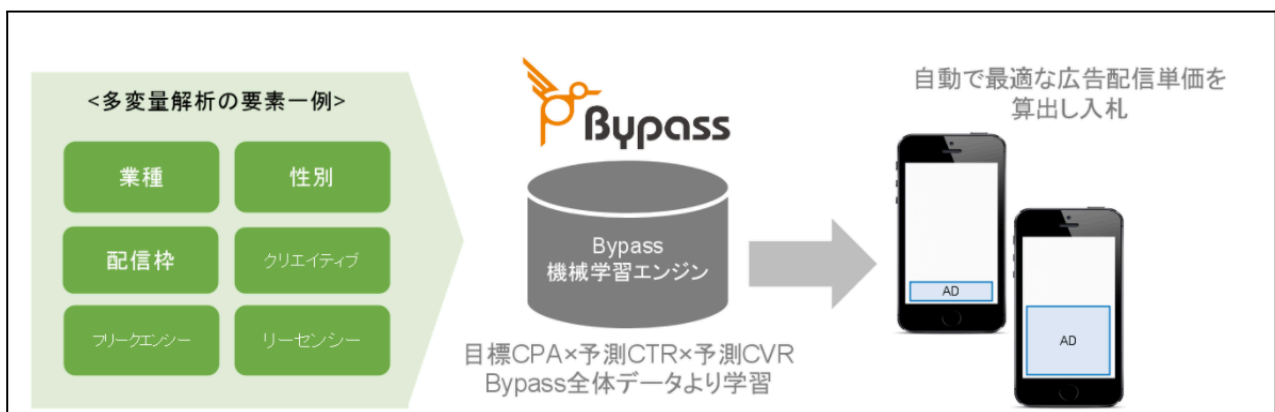 <多変量解析の要素一例>
業種
性別
配信枠
クリエイティブ
フリークエンシー
リーセンシー
Bypass
Bypass
機械学習エンジン
目標CPA×予測CTR×予測CVR
Bypass全体データより学習
自動で最適な広告配信単価を
算出し入札
AD
AD